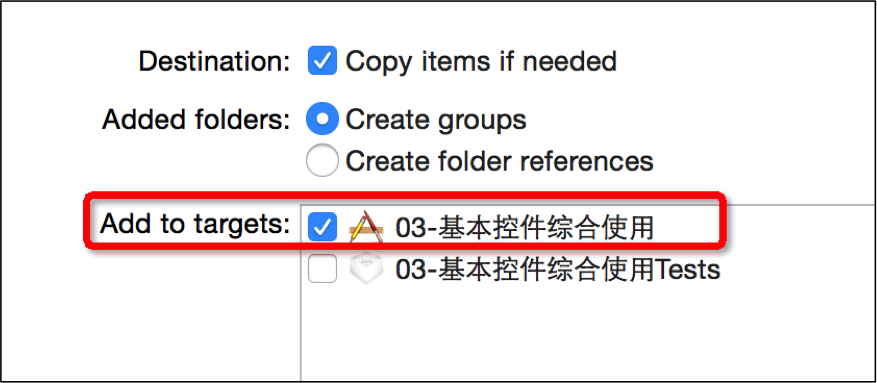 Destination: Copy items if needed
Added folders: Create groups
Create folder references
Add to targets: 03-基本控件综合使用
03-基本控件综合使用Tests